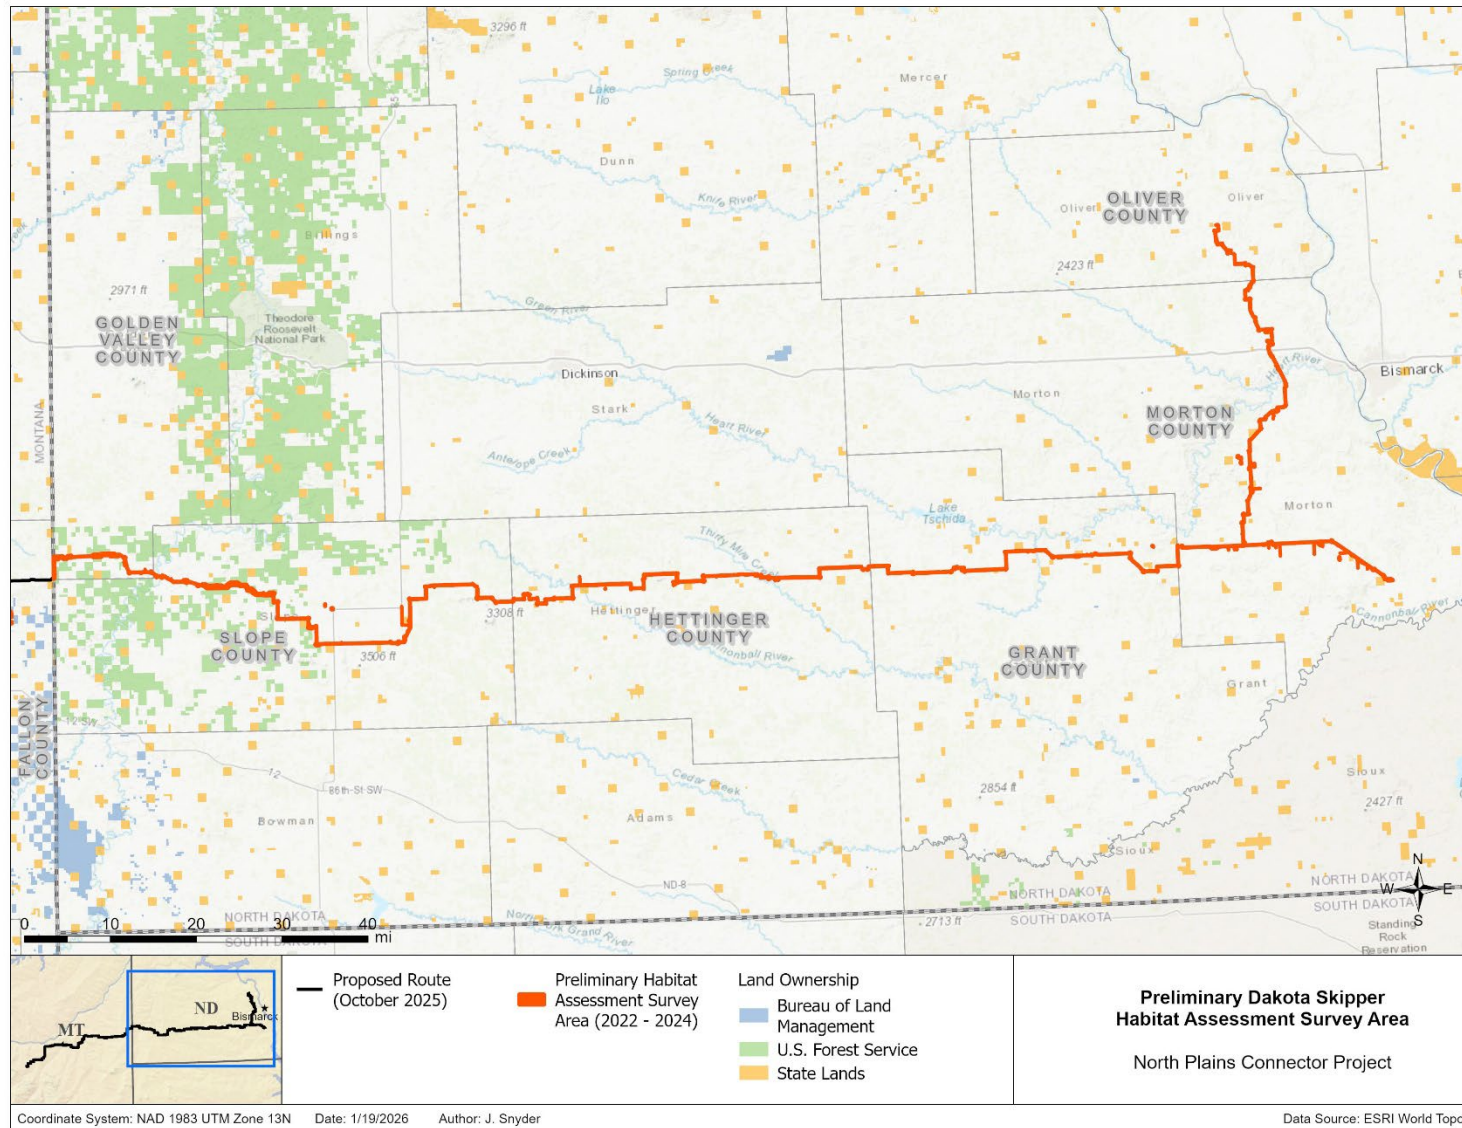 3296 ft
Spring Creek
Mercer
Lake
Ilo
Dunn
Knife River
OLIVER
COUNTY
Oliver
Oliver
Billings
2423 ft
2971 ft
Green River
GOLDEN
VALLEY
COUNTY
Theodore
Roosevelt
National Park
Heart River
Dickinson
Bismarck
Stark
Morton
MORTON
COUNTY
MONTANA
Heart River
Antelope Creek
Lake
Tschida
Morton
Thirty Mile Creek
3308 ft
Hettinger
HETTINGER
COUNTY
Cannonball River
SLOPE
COUNTY
3506 ft
Cannonball River
GRANT
COUNTY
Grant
FALLON
COUNTY
12
86th St SW
Cedar Creek
2854 ft
Sioux
2427 ft
Bowman
Adams
Sioux
ND-8
N
W
E
S
NORTH DAKOTA
SOUTH DAKOTA
NORTH DAKOTA
SOUTH DAKOTA
NORTH DAKOTA
SOUTH DAKOTA
2713 ft
Standing
Rock
Reservation
North Fork Grand River
0 10 20 30 40
mi
MT
ND
Bismarck
Proposed Route
(October 2025)
Preliminary Habitat
Assessment Survey
Area (2022 - 2024)
Land Ownership
Bureau of Land
Management
U.S. Forest Service
State Lands
Preliminary Dakota Skipper
Habitat Assessment Survey Area
North Plains Connector Project
Coordinate System: NAD 1983 UTM Zone 13N Date: 1/19/2026 Author: J. Snyder
Data Source: ESRI World Topo